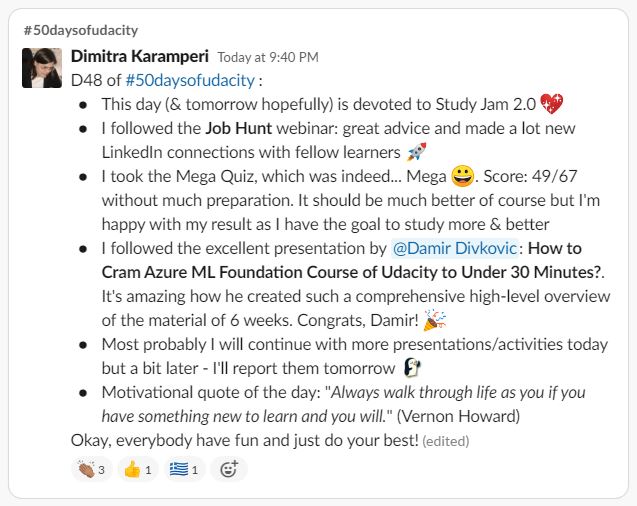 #50daysofudacity
Dimitra Karamperi Today at 9:40 PM
D48 of #50daysofudacity :
• This day (& tomorrow hopefully) is devoted to Study Jam 2.0 💖
• I followed the Job Hunt webinar: great advice and made a lot new
LinkedIn connections with fellow learners 🚀
• I took the Mega Quiz, which was indeed... Mega 😀. Score: 49/67
without much preparation. It should be much better of course but I'm
happy with my result as I have the goal to study more & better
• I followed the excellent presentation by @Damir Divkovic: How to
Cram Azure ML Foundation Course of Udacity to Under 30 Minutes?.
It's amazing how he created such a comprehensive high-level overview
of the material of 6 weeks. Congrats, Damir! 🎉
• Most probably I will continue with more presentations/activities today
but a bit later - I'll report them tomorrow 🐧
• Motivational quote of the day: "Always walk through life as you if you
have something new to learn and you will." (Vernon Howard)
Okay, everybody have fun and just do your best! (edited)
👏🏽 3 👍 1 🇬🇷 1